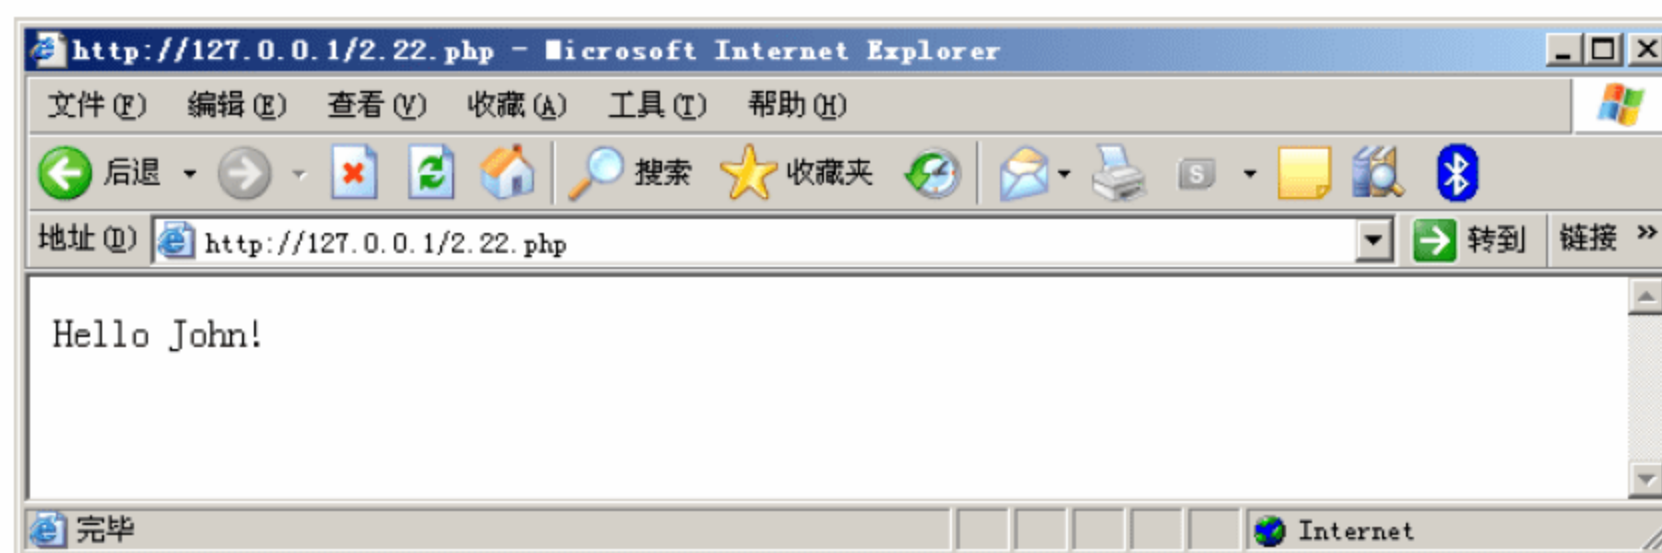 http://127.0.0.1/2.22.php - Microsoft Internet Explorer
文件(F) 编辑(E) 查看(V) 收藏(A) 工具(T) 帮助(H)
后退 搜索 收藏夹 S
地址(D) http://127.0.0.1/2.22.php 转到 链接 »
Hello John!
完毕 Internet